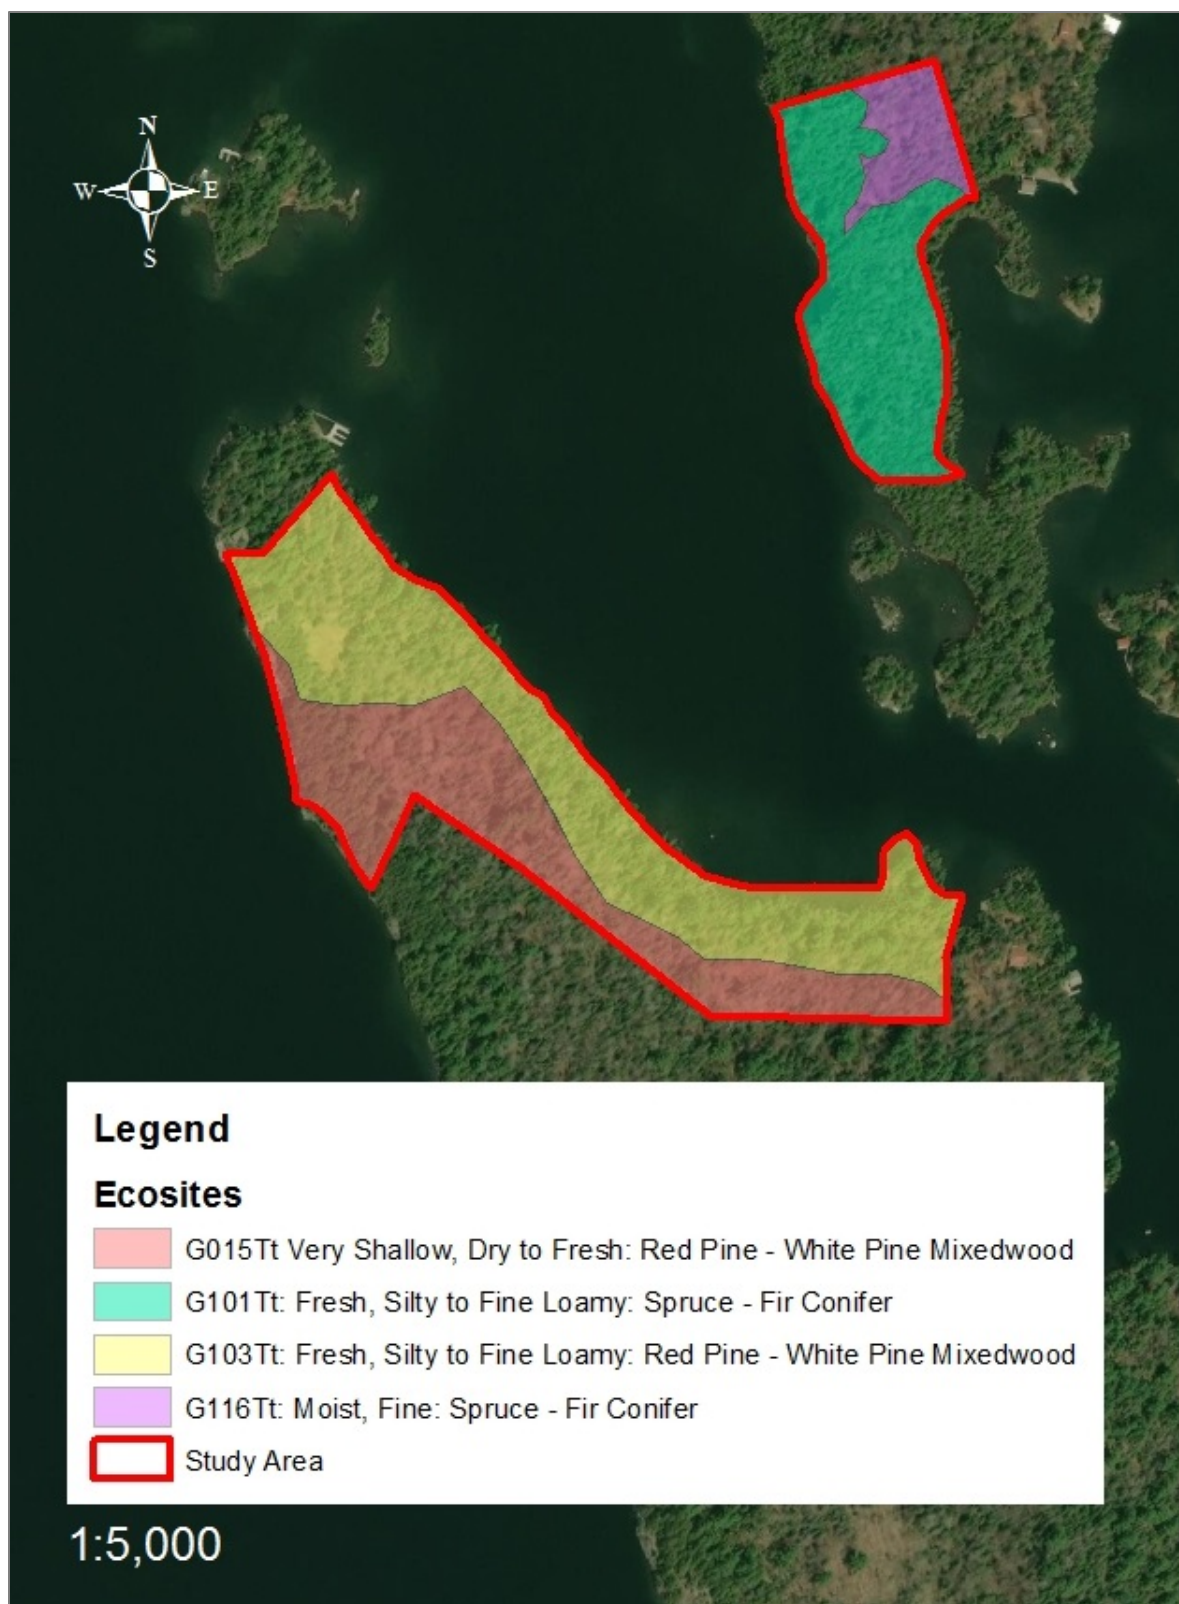 N
W E
S
Legend
Ecosites
G015Tt Very Shallow, Dry to Fresh: Red Pine - White Pine Mixedwood
G101Tt: Fresh, Silty to Fine Loamy: Spruce - Fir Conifer
G103Tt: Fresh, Silty to Fine Loamy: Red Pine - White Pine Mixedwood
G116Tt: Moist, Fine: Spruce - Fir Conifer
Study Area
1:5,000